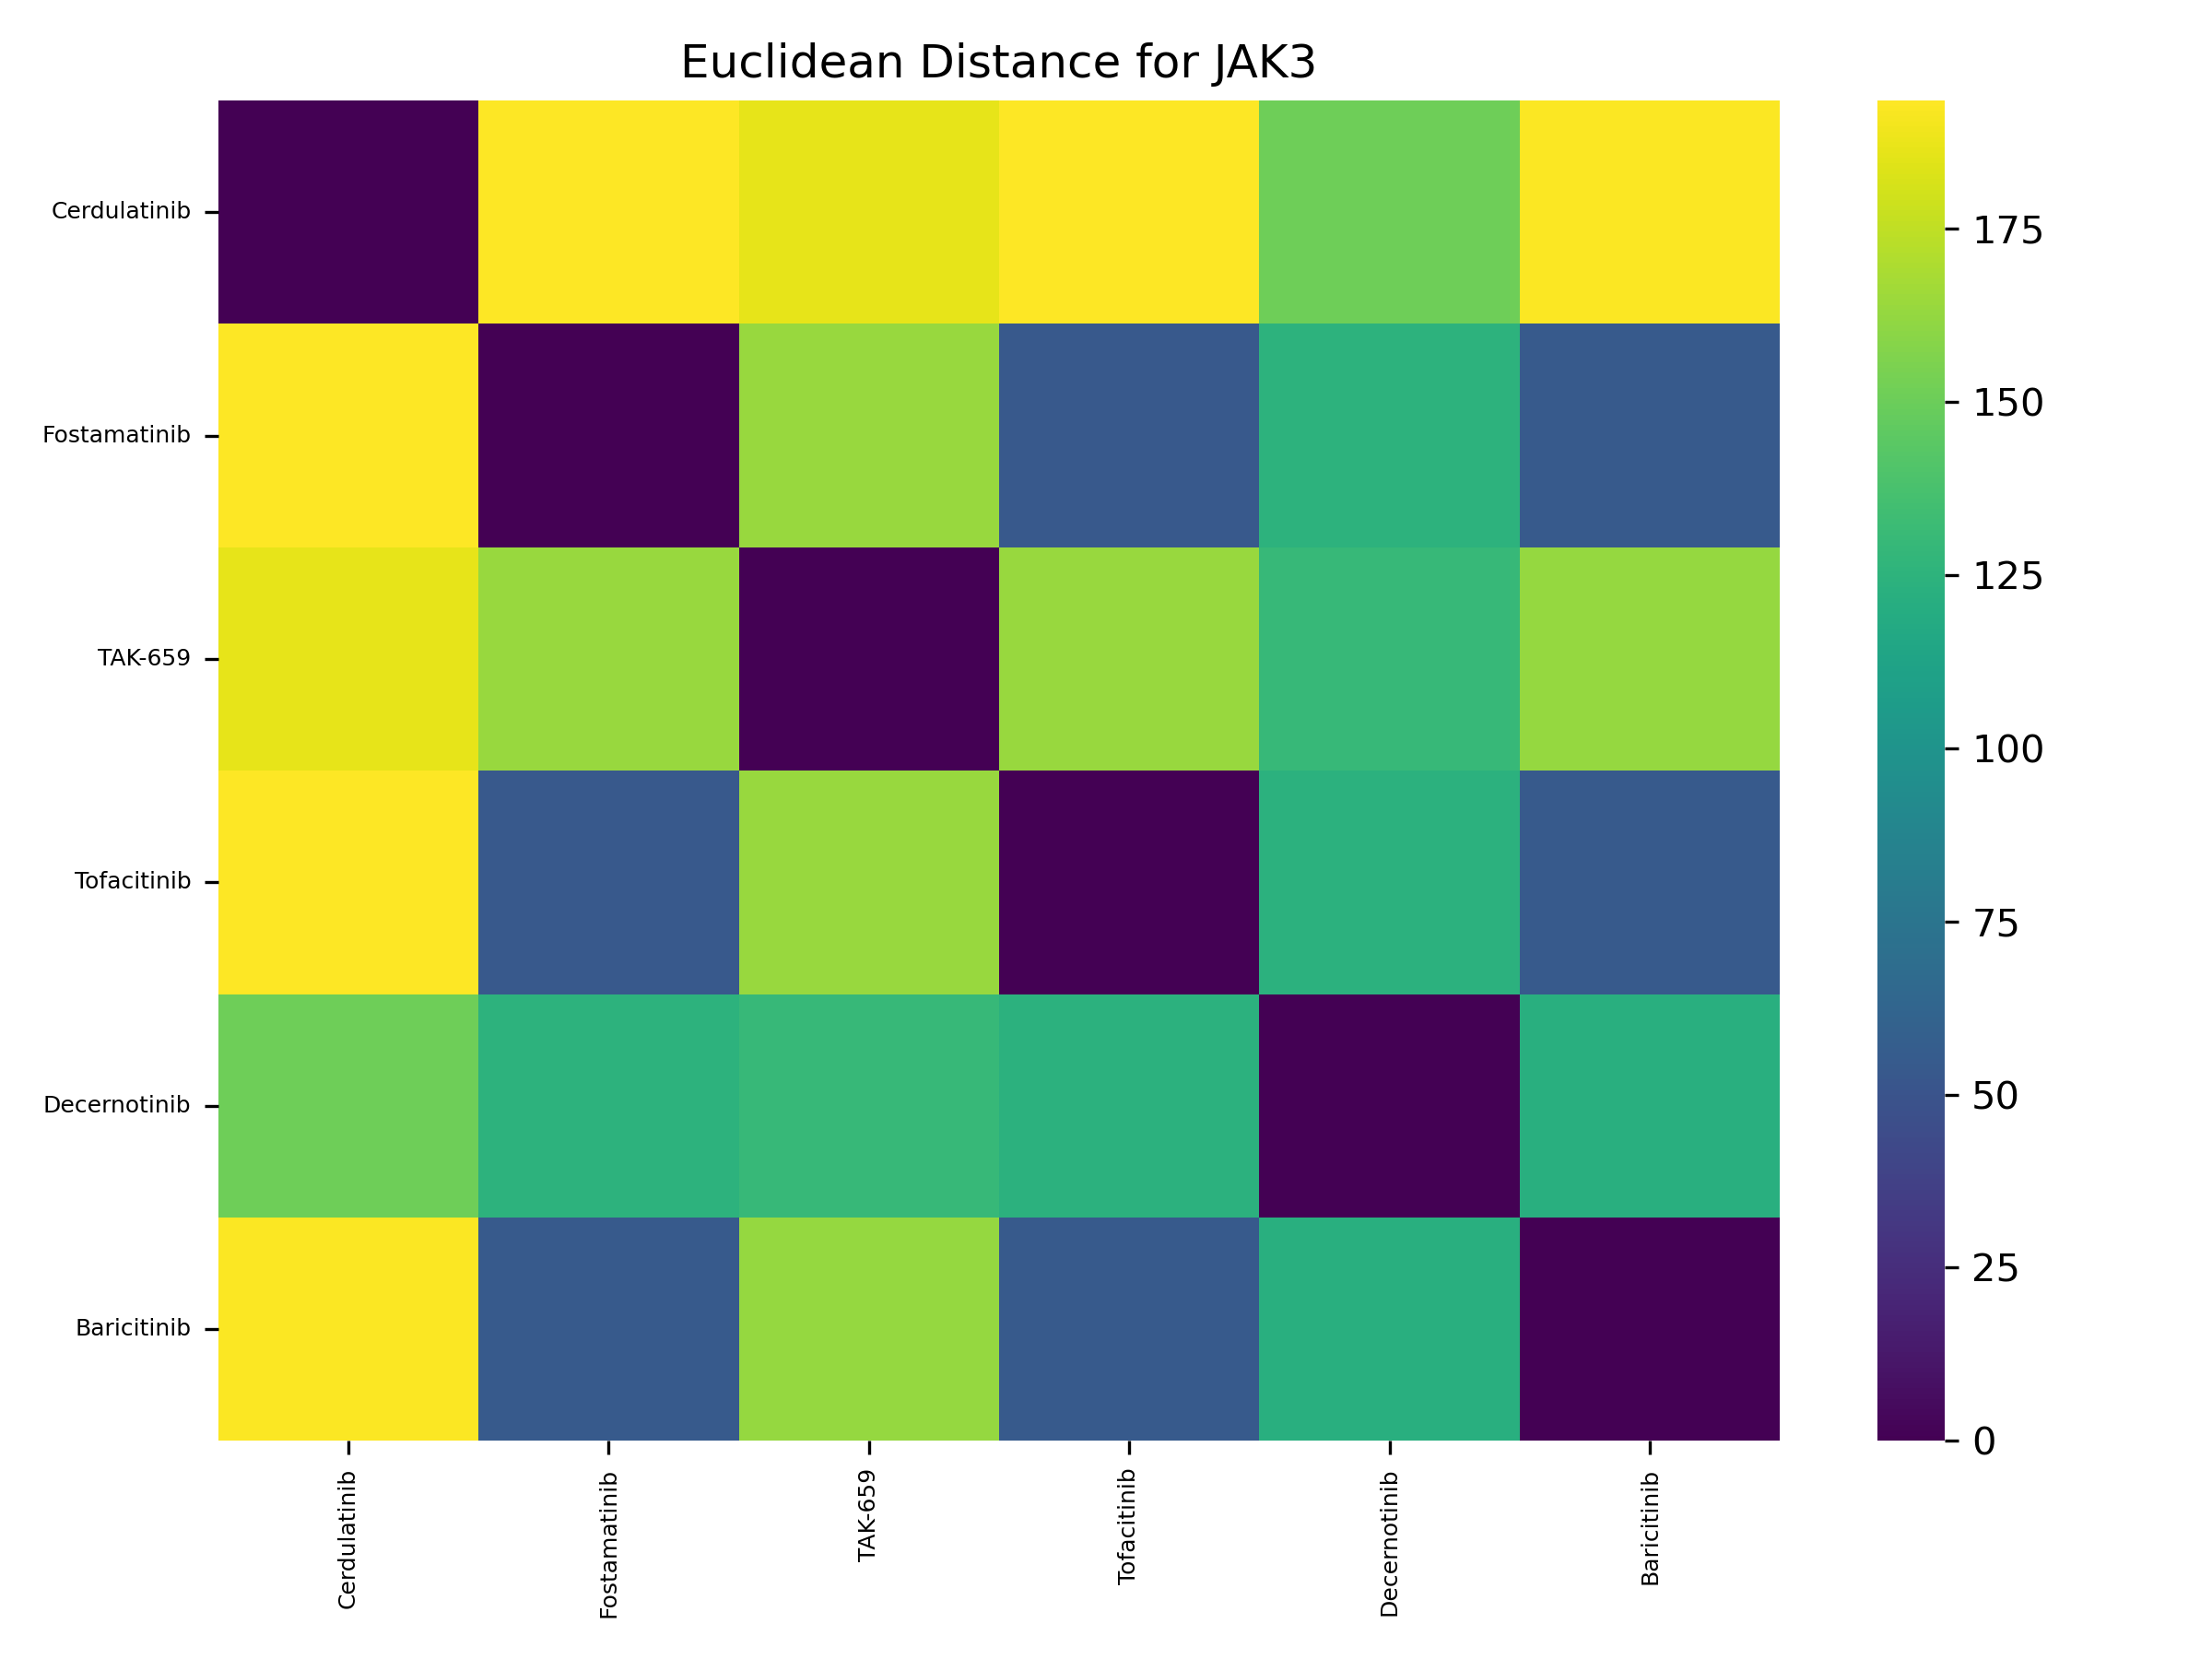 Euclidean Distance for JAK3
Cerdulatinib
Fostamatinib
TAK-659
Tofacitinib
Decernotinib
Baricitinib
Cerdulatinib
Fostamatinib
TAK-659
Tofacitinib
Decernotinib
Baricitinib
175
150
125
100
75
50
25
0